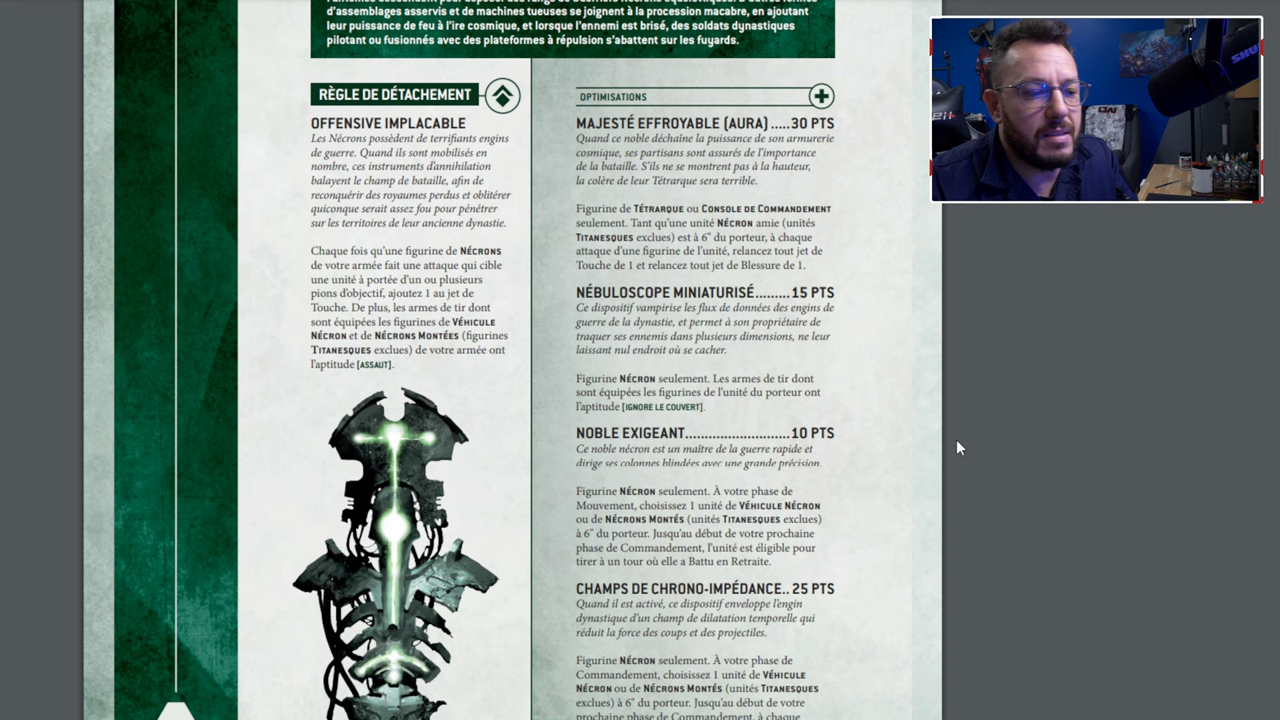 d'assemblages asservis et de machines tueuses se joignent à la procession macabre, en ajoutant
leur puissance de feu à l'ire cosmique, et lorsque l'ennemi est brisé, des soldats dynastiques
pilotant ou fusionnés avec des plateformes à répulsion s'abattent sur les fuyards.
RÈGLE DE DÉTACHEMENT
OFFENSIVE IMPLACABLE
Les Nécrons possèdent de terrifiants engins
de guerre. Quand ils sont mobilisés en
nombre, ces instruments d'annihilation
balayent le champ de bataille, afin de
reconquérir des royaumes perdus et oblitérer
quiconque serait assez fou pour pénétrer
sur les territoires de leur ancienne dynastie.
Chaque fois qu'une figurine de NÉCRONS
de votre armée fait une attaque qui cible
une unité à portée d'un ou plusieurs
pions d'objectif, ajoutez 1 au jet de
Touche. De plus, les armes de tir dont
sont équipées les figurines de VÉHICULE
NÉCRON et de NÉCRONS MONTÉES (figurines
TITANESQUES exclues) de votre armée ont
l'aptitude [ASSAUT].
OPTIMISATIONS
MAJESTÉ EFFROYABLE (AURA) .....30 PTS
Quand ce noble déchaîne la puissance de son armurerie
cosmique, ses partisans sont assurés de l'importance
de la bataille. S'ils ne se montrent pas à la hauteur,
la colère de leur Tétrarque sera terrible.
Figurine de TÉTRARQUE ou CONSOLE DE COMMANDEMENT
seulement. Tant qu'une unité NÉCRON amie (unités
TITANESQUES exclues) est à 6" du porteur, à chaque
attaque d'une figurine de l'unité, relancez tout jet de
Touche de 1 et relancez tout jet de Blessure de 1.
NÉBULOSCOPE MINIATURISÉ.........15 PTS
Ce dispositif vampirise les flux de données des engins de
guerre de la dynastie, et permet à son propriétaire de
traquer ses ennemis dans plusieurs dimensions, ne leur
laissant nul endroit où se cacher.
Figurine NÉCRON seulement. Les armes de tir dont
sont équipées les figurines de l'unité du porteur ont
l'aptitude [IGNORE LE COUVERT].
NOBLE EXIGEANT............................10 PTS
Ce noble nécron est un maître de la guerre rapide et
dirige ses colonnes blindées avec une grande précision
Figurine NÉCRON seulement. À votre phase de
Mouvement, choisissez 1 unité de VÉHICULE NÉCRON
ou de NÉCRONS MONTÉS (unités TITANESQUES exclues)
à 6" du porteur. Jusqu'au début de votre prochaine
phase de Commandement, l'unité est éligible pour
tirer à un tour où elle a Battu en Retraite.
CHAMPS DE CHRONO-IMPÉDANCE.. 25 PTS
Quand il est activé, ce dispositif enveloppe l'engin
dynastique d'un champ de dilatation temporelle qui
réduit la force des coups et des projectiles.
Figurine NÉCRON seulement. À votre phase de
Commandement, choisissez 1 unité de VÉHICULE
NÉCRON ou de NÉCRONS MONTÉS (unités TITANESQUES
exclues) à 6" du porteur. Jusqu'au début de votre
prochaine phase de Commandement, à chaque
SHU